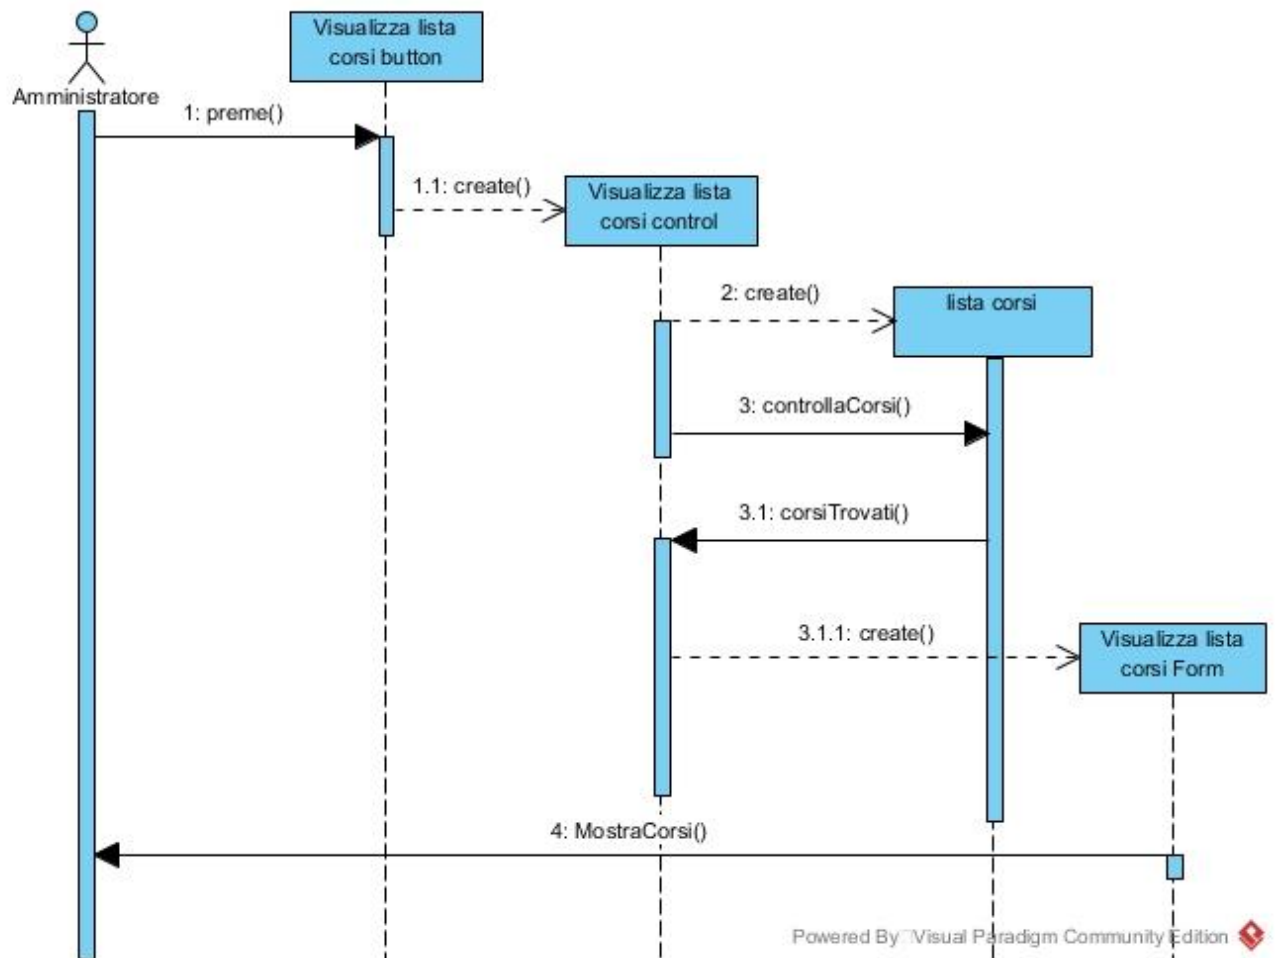 Visualizza lista
corsi button
Amministratore
1: preme()
1.1: create()
Visualizza lista
corsi control
2: create()
lista corsi
3: controllaCorsi()
3.1: corsiTrovati()
3.1.1: create()
Visualizza lista
corsi Form
4: MostraCorsi()
Powered By Visual Paradigm Community Edition